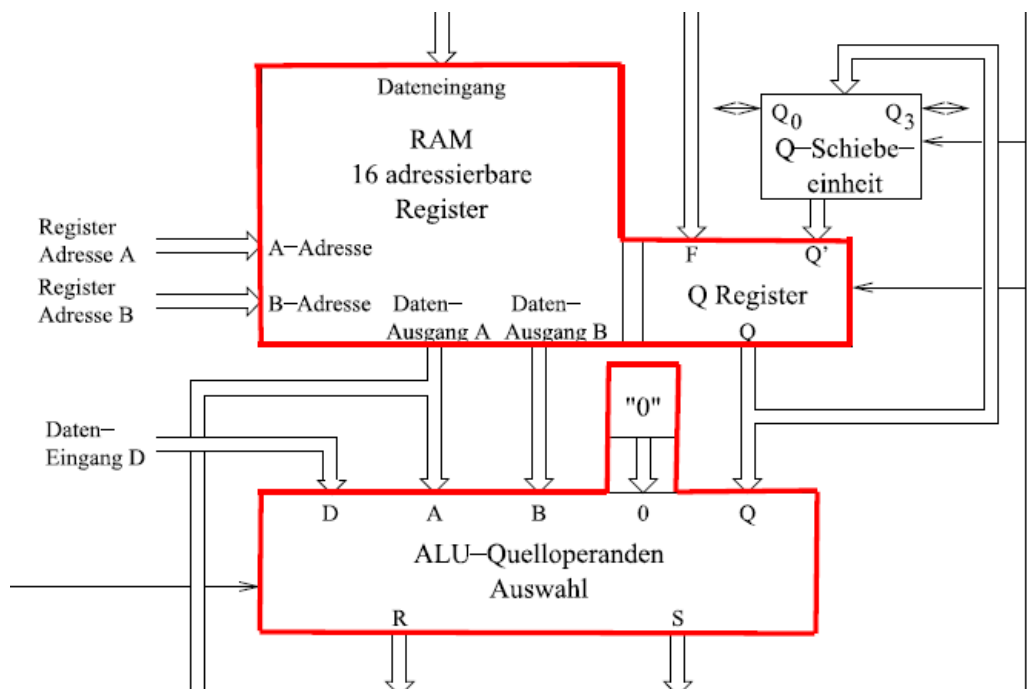 Dateneingang
RAM
16 adressierbare
Register
Q0 Q3
Q–Schiebe–
einheit
Register
Adresse A
A–Adresse
F Q’
Register
Adresse B
B–Adresse
Daten–
Ausgang A
Daten–
Ausgang B
Q Register
Q
"0"
Daten–
Eingang D
D A B 0 Q
ALU–Quelloperanden
Auswahl
R S